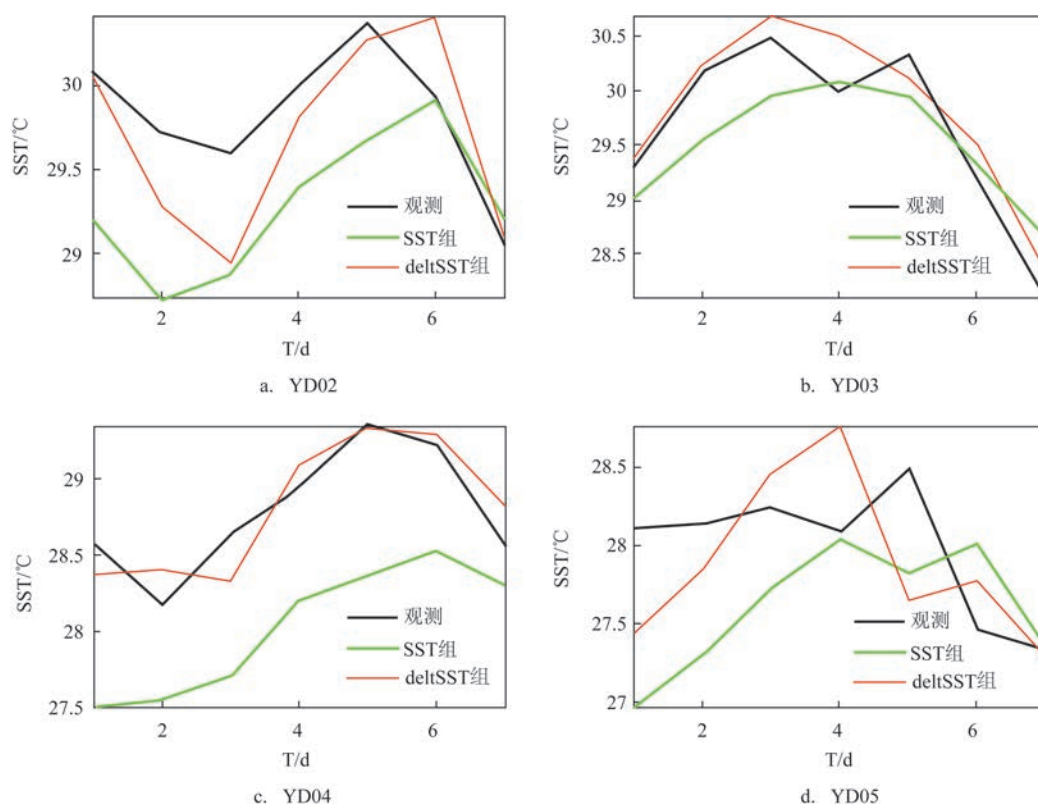 SST/℃
30
29.5
29
观测
SST组
deltSST组
2
4
6
T/d
a. YD02
SST/℃
30.5
30
29.5
29
28.5
观测
SST组
deltSST组
2
4
6
T/d
b. YD03
SST/℃
29
28.5
28
27.5
观测
SST组
deltSST组
2
4
6
T/d
c. YD04
SST/℃
28.5
28
27.5
27
观测
SST组
deltSST组
2
4
6
T/d
d. YD05